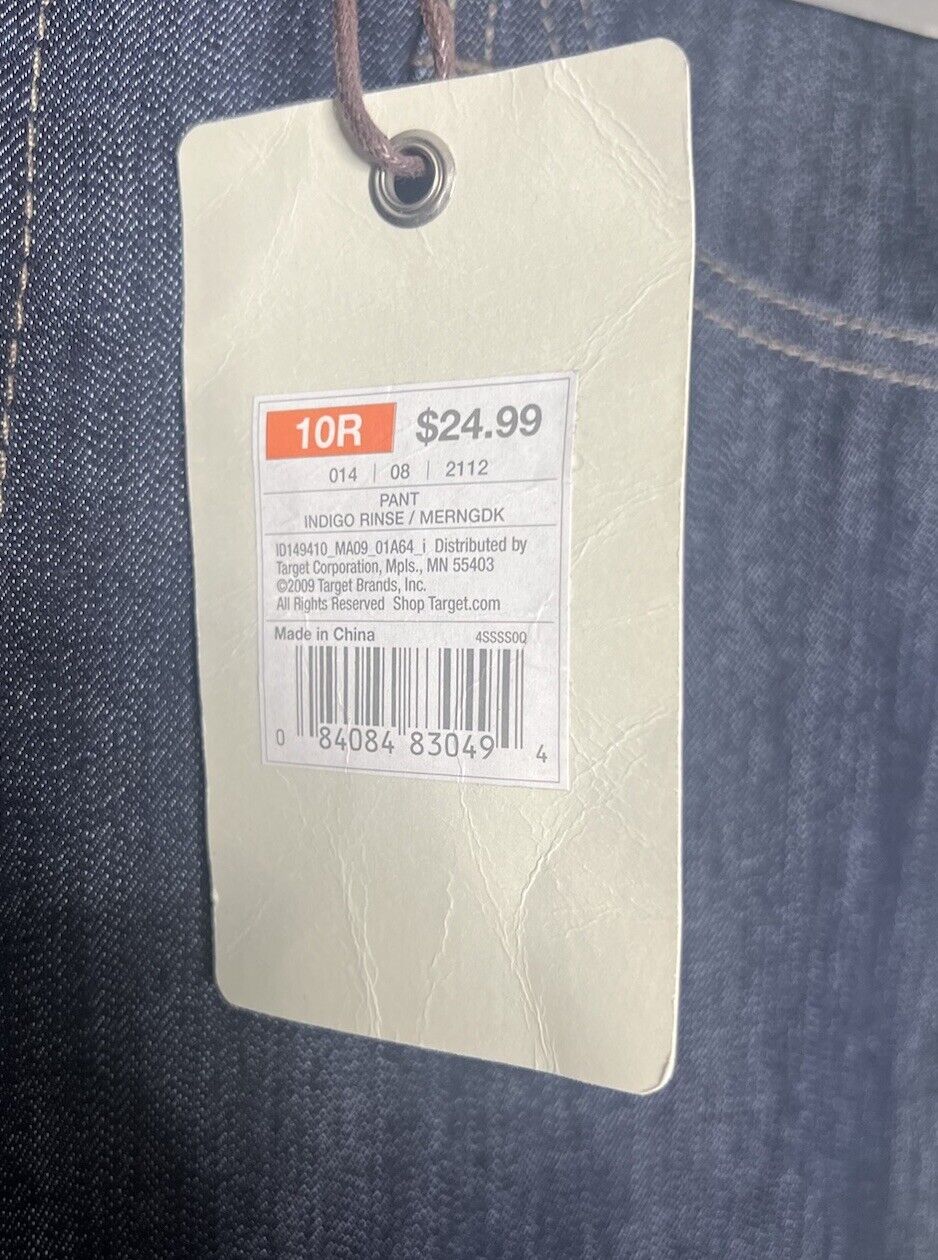 10R $24.99
014 | 08 | 2112
PANT
INDIGO RINSE / MERNGDK
ID149410_MA09_01A64_i Distributed by
Target Corporation, Mpls., MN 55403
©2009 Target Brands, Inc.
All Rights Reserved Shop Target.com
Made in China 4SSSS0Q
0 84084 83049 4